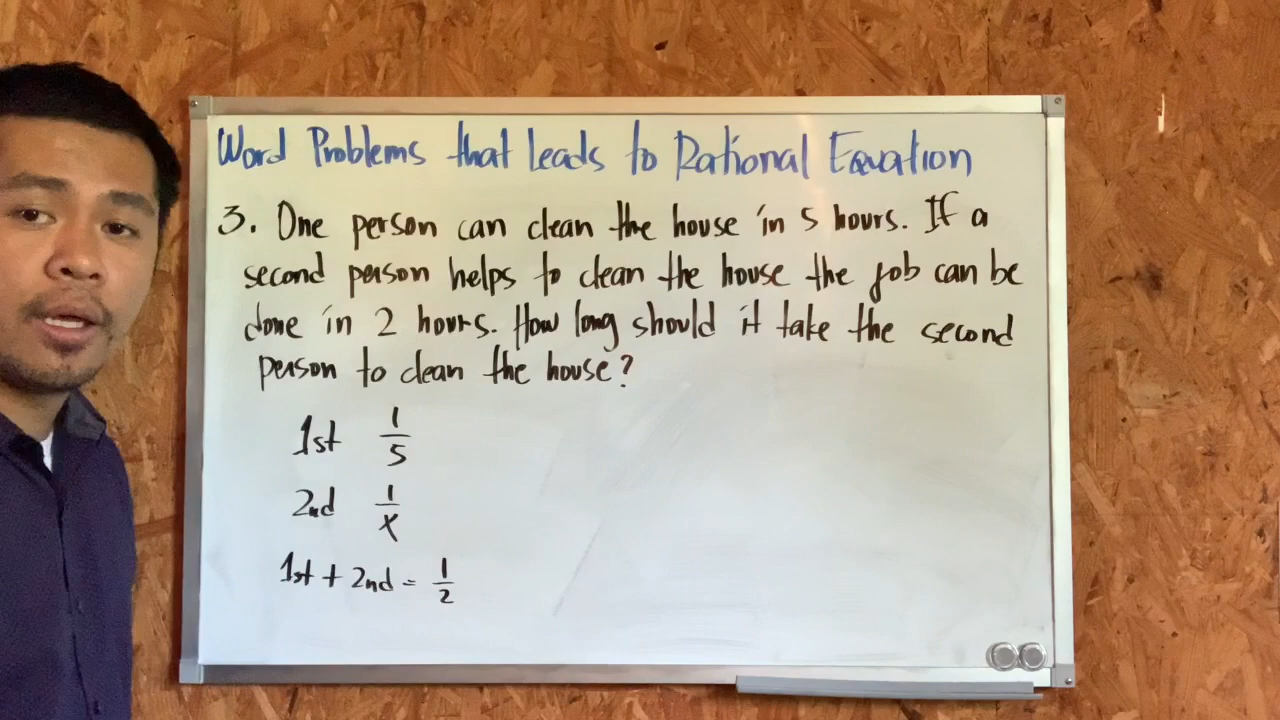 Word Problems that leads to Rational Equation
3. One person can clean the house in 5 hours. If a
second person helps to clean the house the job can be
done in 2 hours. How long should it take the second
person to clean the house?
1st 1/5
2nd 1/x
1st + 2nd = 1/2